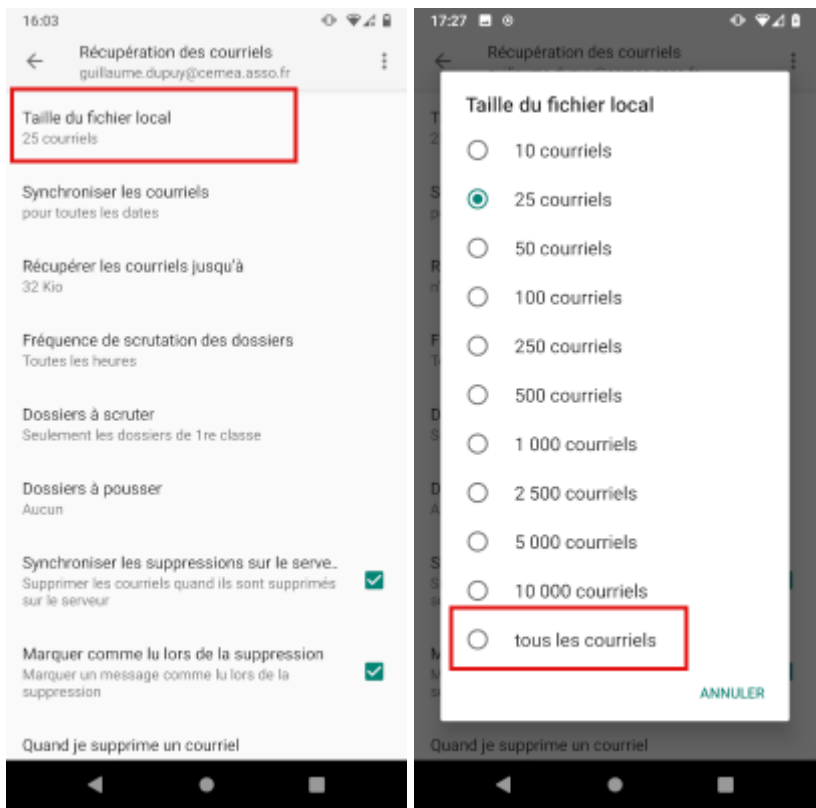 16:03
Récupération des courriels
guillaume.dupuy@cemea.asso.fr
Taille du fichier local
25 courriels
Synchroniser les courriels
pour toutes les dates
Récupérer les courriels jusqu'à
32 Kio
Fréquence de scrutation des dossiers
Toutes les heures
Dossiers à scruter
Seulement les dossiers de 1re classe
Dossiers à pousser
Aucun
Synchroniser les suppressions sur le serve…
Supprimer les courriels quand ils sont supprimés
sur le serveur
Marquer comme lu lors de la suppression
Marquer un message comme lu lors de la
suppression
Quand je supprime un courriel
17:27
Récupération des courriels
Taille du fichier local
10 courriels
25 courriels
50 courriels
100 courriels
250 courriels
500 courriels
1 000 courriels
2 500 courriels
5 000 courriels
10 000 courriels
tous les courriels
ANNULER
Quand je supprime un courriel